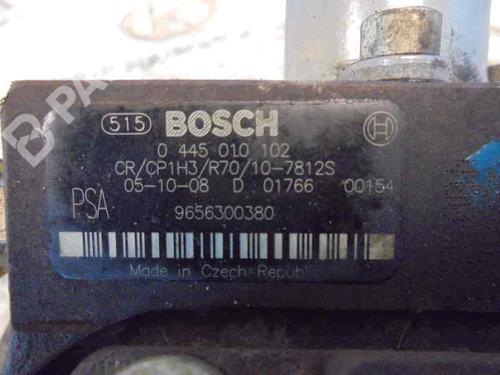 515 BOSCH
0 445 010 102
CR/CP1H3/R70/10-7812S
05-10-08 D 01766 00154
PSA 9656300380
Made in Czech Republic
B-PARTS